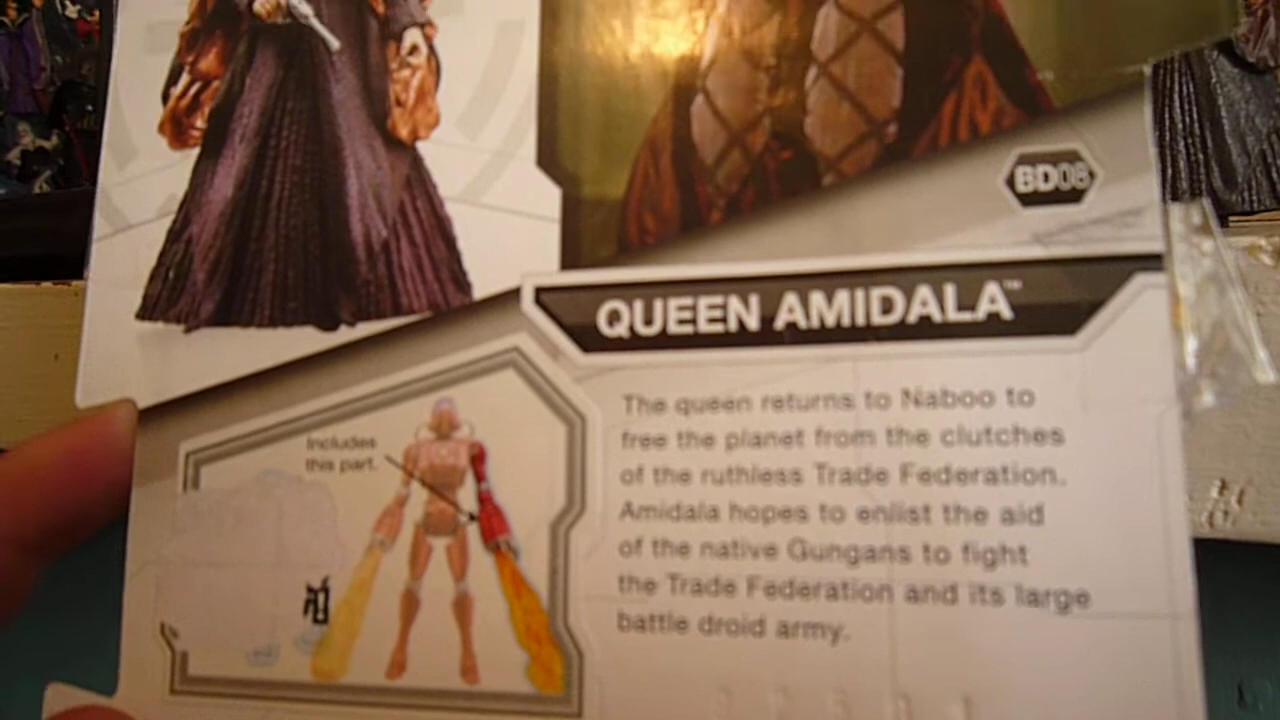 BD08
QUEEN AMIDALA™
Includes
this part.
The queen returns to Naboo to
free the planet from the clutches
of the ruthless Trade Federation.
Amidala hopes to enlist the aid
of the native Gungans to fight
the Trade Federation and its large
battle droid army.